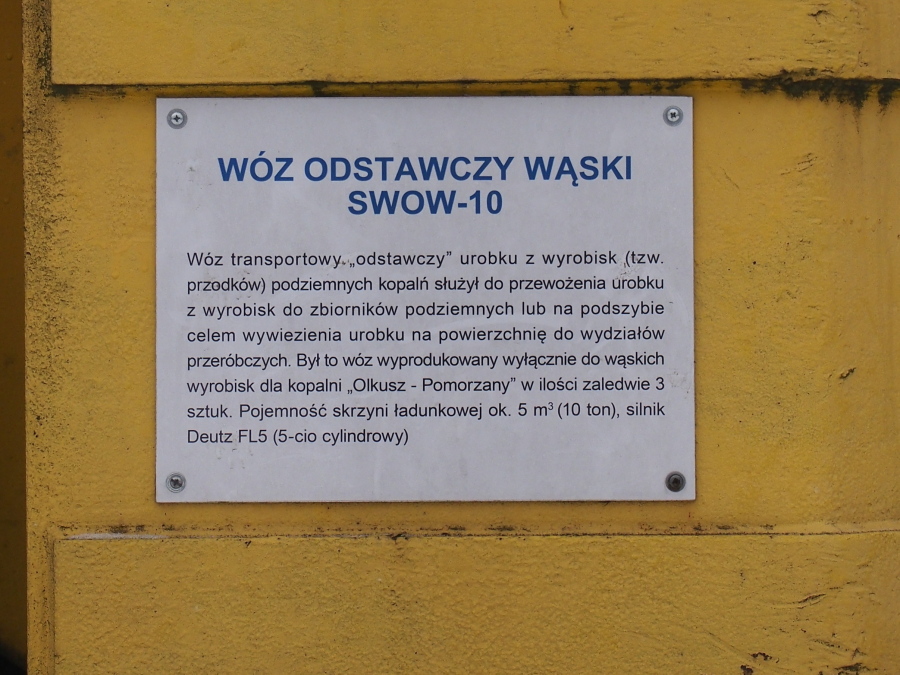 WÓZ ODSTAWCZY WĄSKI
SWOW-10
Wóz transportowy „odstawczy” urobku z wyrobisk (tzw.
przodków) podziemnych kopalń służył do przewożenia urobku
z wyrobisk do zbiorników podziemnych lub na podszybie
celem wywiezienia urobku na powierzchnię do wydziałów
przeróbczych. Był to wóz wyprodukowany wyłącznie do wąskich
wyrobisk dla kopalni „Olkusz - Pomorzany” w ilości zaledwie 3
sztuk. Pojemność skrzyni ładunkowej ok. 5 m³ (10 ton), silnik
Deutz FL5 (5-cio cylindrowy)